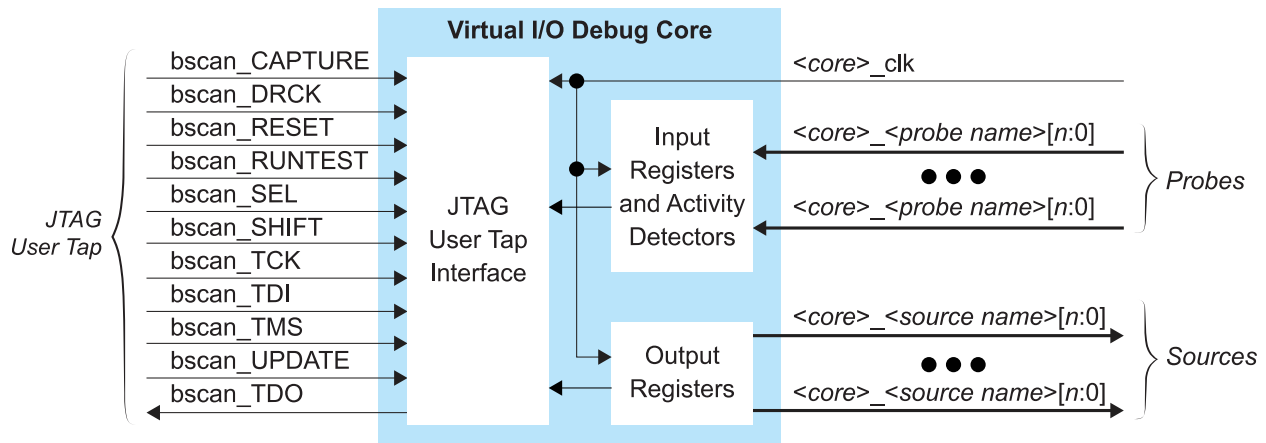 Virtual I/O Debug Core
JTAG
User Tap
bscan_CAPTURE
bscan_DRCK
bscan_RESET
bscan_RUNTEST
bscan_SEL
bscan_SHIFT
bscan_TCK
bscan_TDI
bscan_TMS
bscan_UPDATE
bscan_TDO
JTAG
User Tap
Interface
Input
Registers
and Activity
Detectors
Output
Registers
<core>_clk
<core>_<probe name>[n:0]
<core>_<probe name>[n:0]
Probes
<core>_<source name>[n:0]
<core>_<source name>[n:0]
Sources